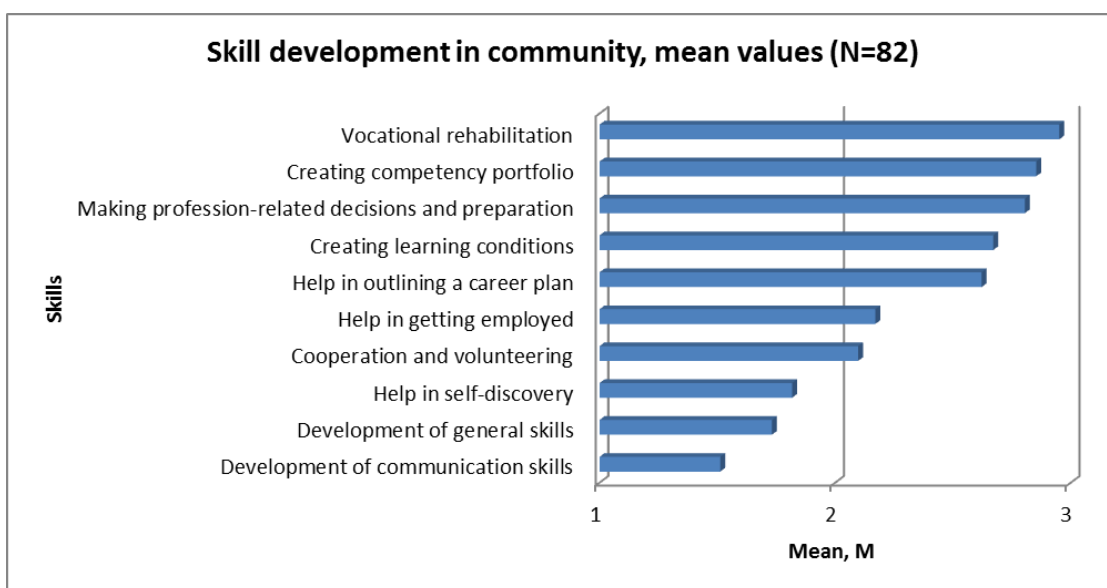 Skill development in community, mean values (N=82)
Skills
Vocational rehabilitation
Creating competency portfolio
Making profession-related decisions and preparation
Creating learning conditions
Help in outlining a career plan
Help in getting employed
Cooperation and volunteering
Help in self-discovery
Development of general skills
Development of communication skills
1 2 3
Mean, M